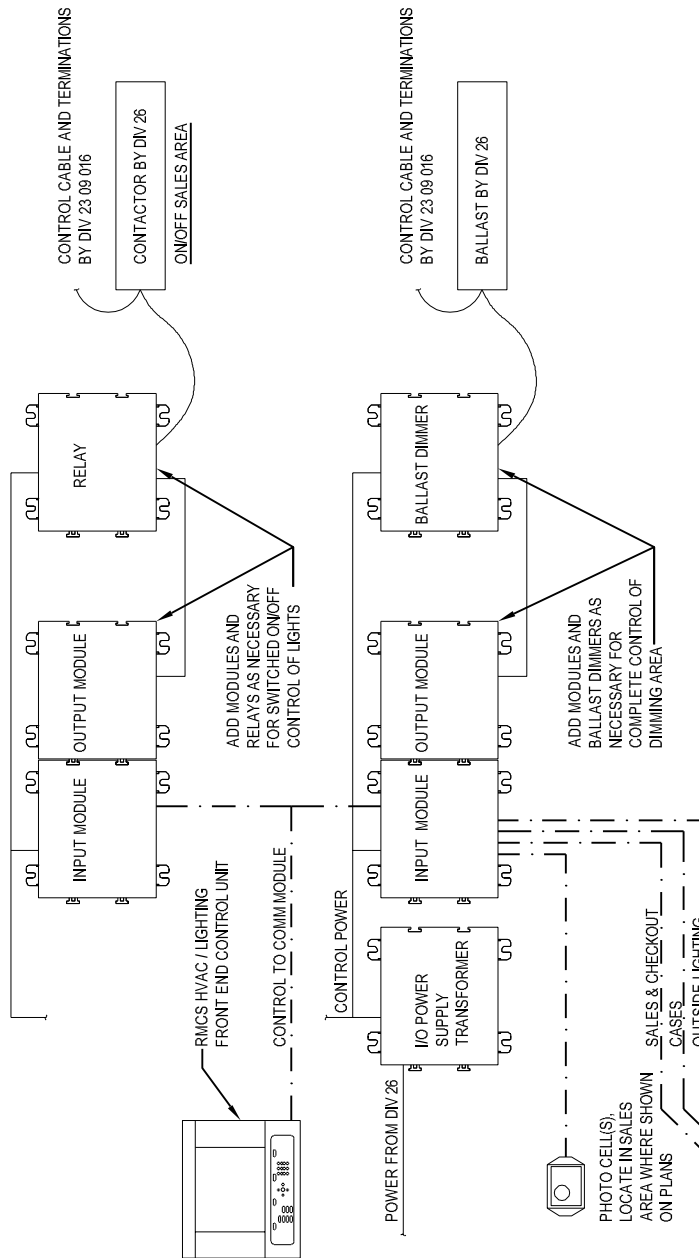 CONTROL CABLE AND TERMINATIONS
BY DIV 23 09 016
CONTACTOR BY DIV 26
ON/OFF SALES AREA
RELAY
OUTPUT MODULE
INPUT MODULE
ADD MODULES AND
RELAYS AS NECESSARY
FOR SWITCHED ON/OFF
CONTROL OF LIGHTS
RMCS HVAC / LIGHTING
FRONT END CONTROL UNIT
CONTROL TO COMM MODULE
CONTROL POWER
CONTROL CABLE AND TERMINATIONS
BY DIV 23 09 016
BALLAST BY DIV 26
BALLAST DIMMER
OUTPUT MODULE
INPUT MODULE
I/O POWER
SUPPLY
TRANSFORMER
POWER FROM DIV 26
ADD MODULES AND
BALLAST DIMMERS AS
NECESSARY FOR
COMPLETE CONTROL OF
DIMMING AREA
PHOTO CELL(S),
LOCATE IN SALES
AREA WHERE SHOWN
ON PLANS
SALES & CHECKOUT
CASES
OUTSIDE LIGHTING